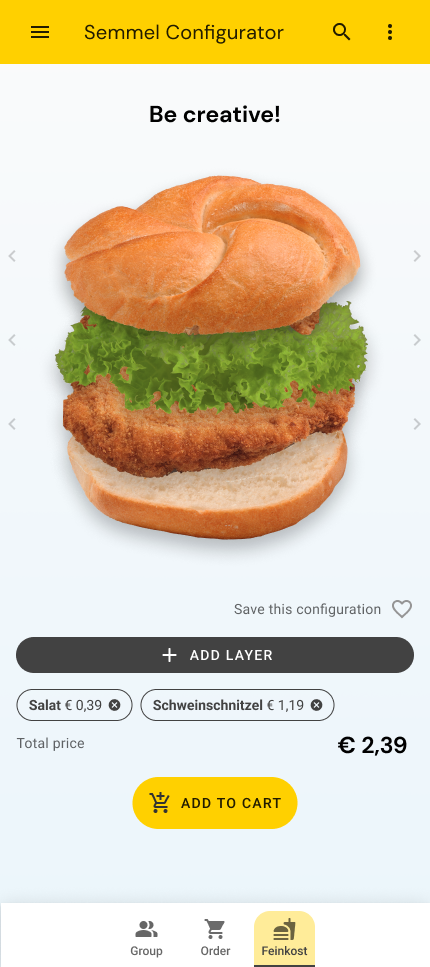 Semmel Configurator
Be creative!
Save this configuration
ADD LAYER
Salat € 0,39 Schweinschnitzel € 1,19
Total price € 2,39
ADD TO CART
Group Order Feinkost